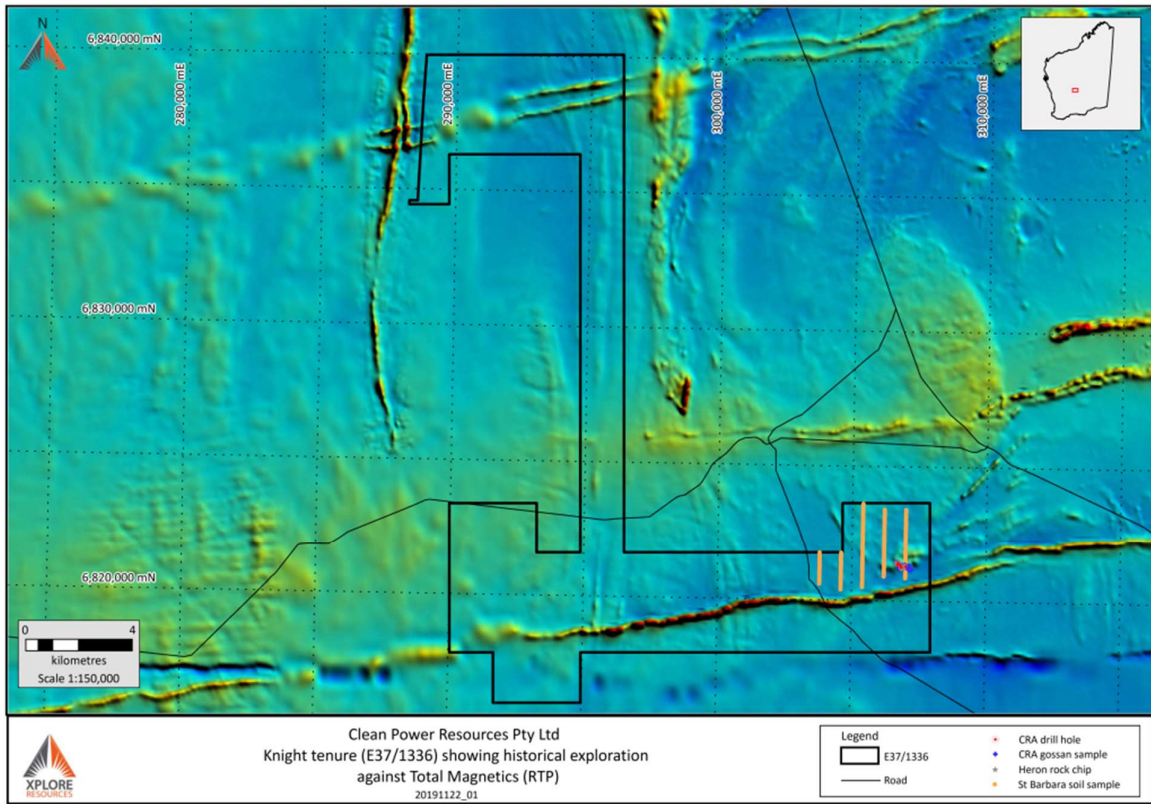 N
6,840,000 mN
280,000 mE
290,000 mE
300,000 mE
310,000 mE
6,830,000 mN
6,820,000 mN
0 4
kilometres
Scale 1:150,000
XPLORE
RESOURCES
Clean Power Resources Pty Ltd
Knight tenure (E37/1336) showing historical exploration
against Total Magnetics (RTP)
20191122_01
Legend
E37/1336
Road
CRA drill hole
CRA gossan sample
Heron rock chip
St Barbara soil sample